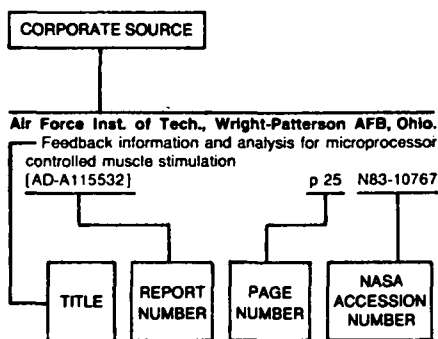 CORPORATE SOURCE
Air Force Inst. of Tech., Wright-Patterson AFB, Ohio.
Feedback information and analysis for microprocessor
controlled muscle stimulation
[AD-A115532] p 25 N83-10767
TITLE
REPORT
NUMBER
PAGE
NUMBER
NASA
ACCESSION
NUMBER